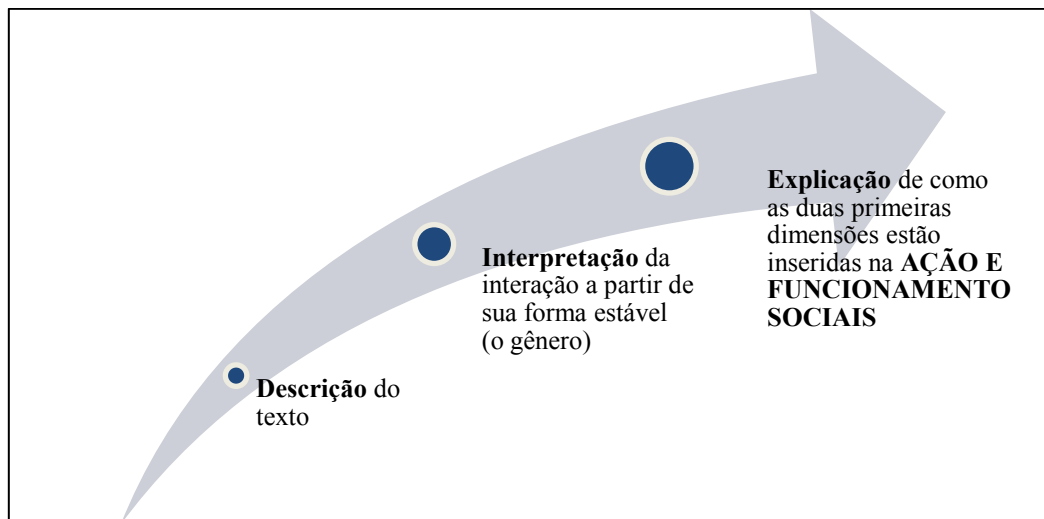 Descrição do
texto
Interpretação da
interação a partir de
sua forma estável
(o gênero)
Explicação de como
as duas primeiras
dimensões estão
inseridas na AÇÃO E
FUNCIONAMENTO
SOCIAIS